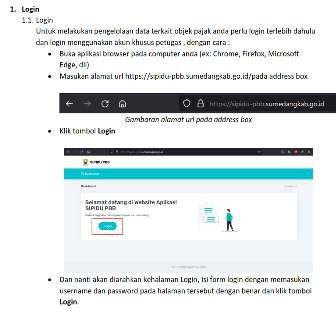 1. Login
1.1. Login
Untuk melakukan pengelolaan data terkait objek pajak anda perlu login terlebih dahulu
dan login menggunakan akun khusus petugas , dengan cara :
• Buka aplikasi browser pada computer anda (ex: Chrome, Firefox, Microsoft
Edge, dll)
• Masukan alamat url https://sipidu-pbb.sumedangkab.go.id/pada address box
https://sipidu-pbb.sumedangkab.go.id
Gambaran alamat url pada address box
• Klik tombol Login
SIPIDU PBB
Selamat datang di Website Aplikasi
SIPIDU PBB
Login
• Dan nanti akan diarahkan kehalaman Login, isi form login dengan memasukan
username dan password pada halaman tersebut dengan benar dan klik tombol
Login.